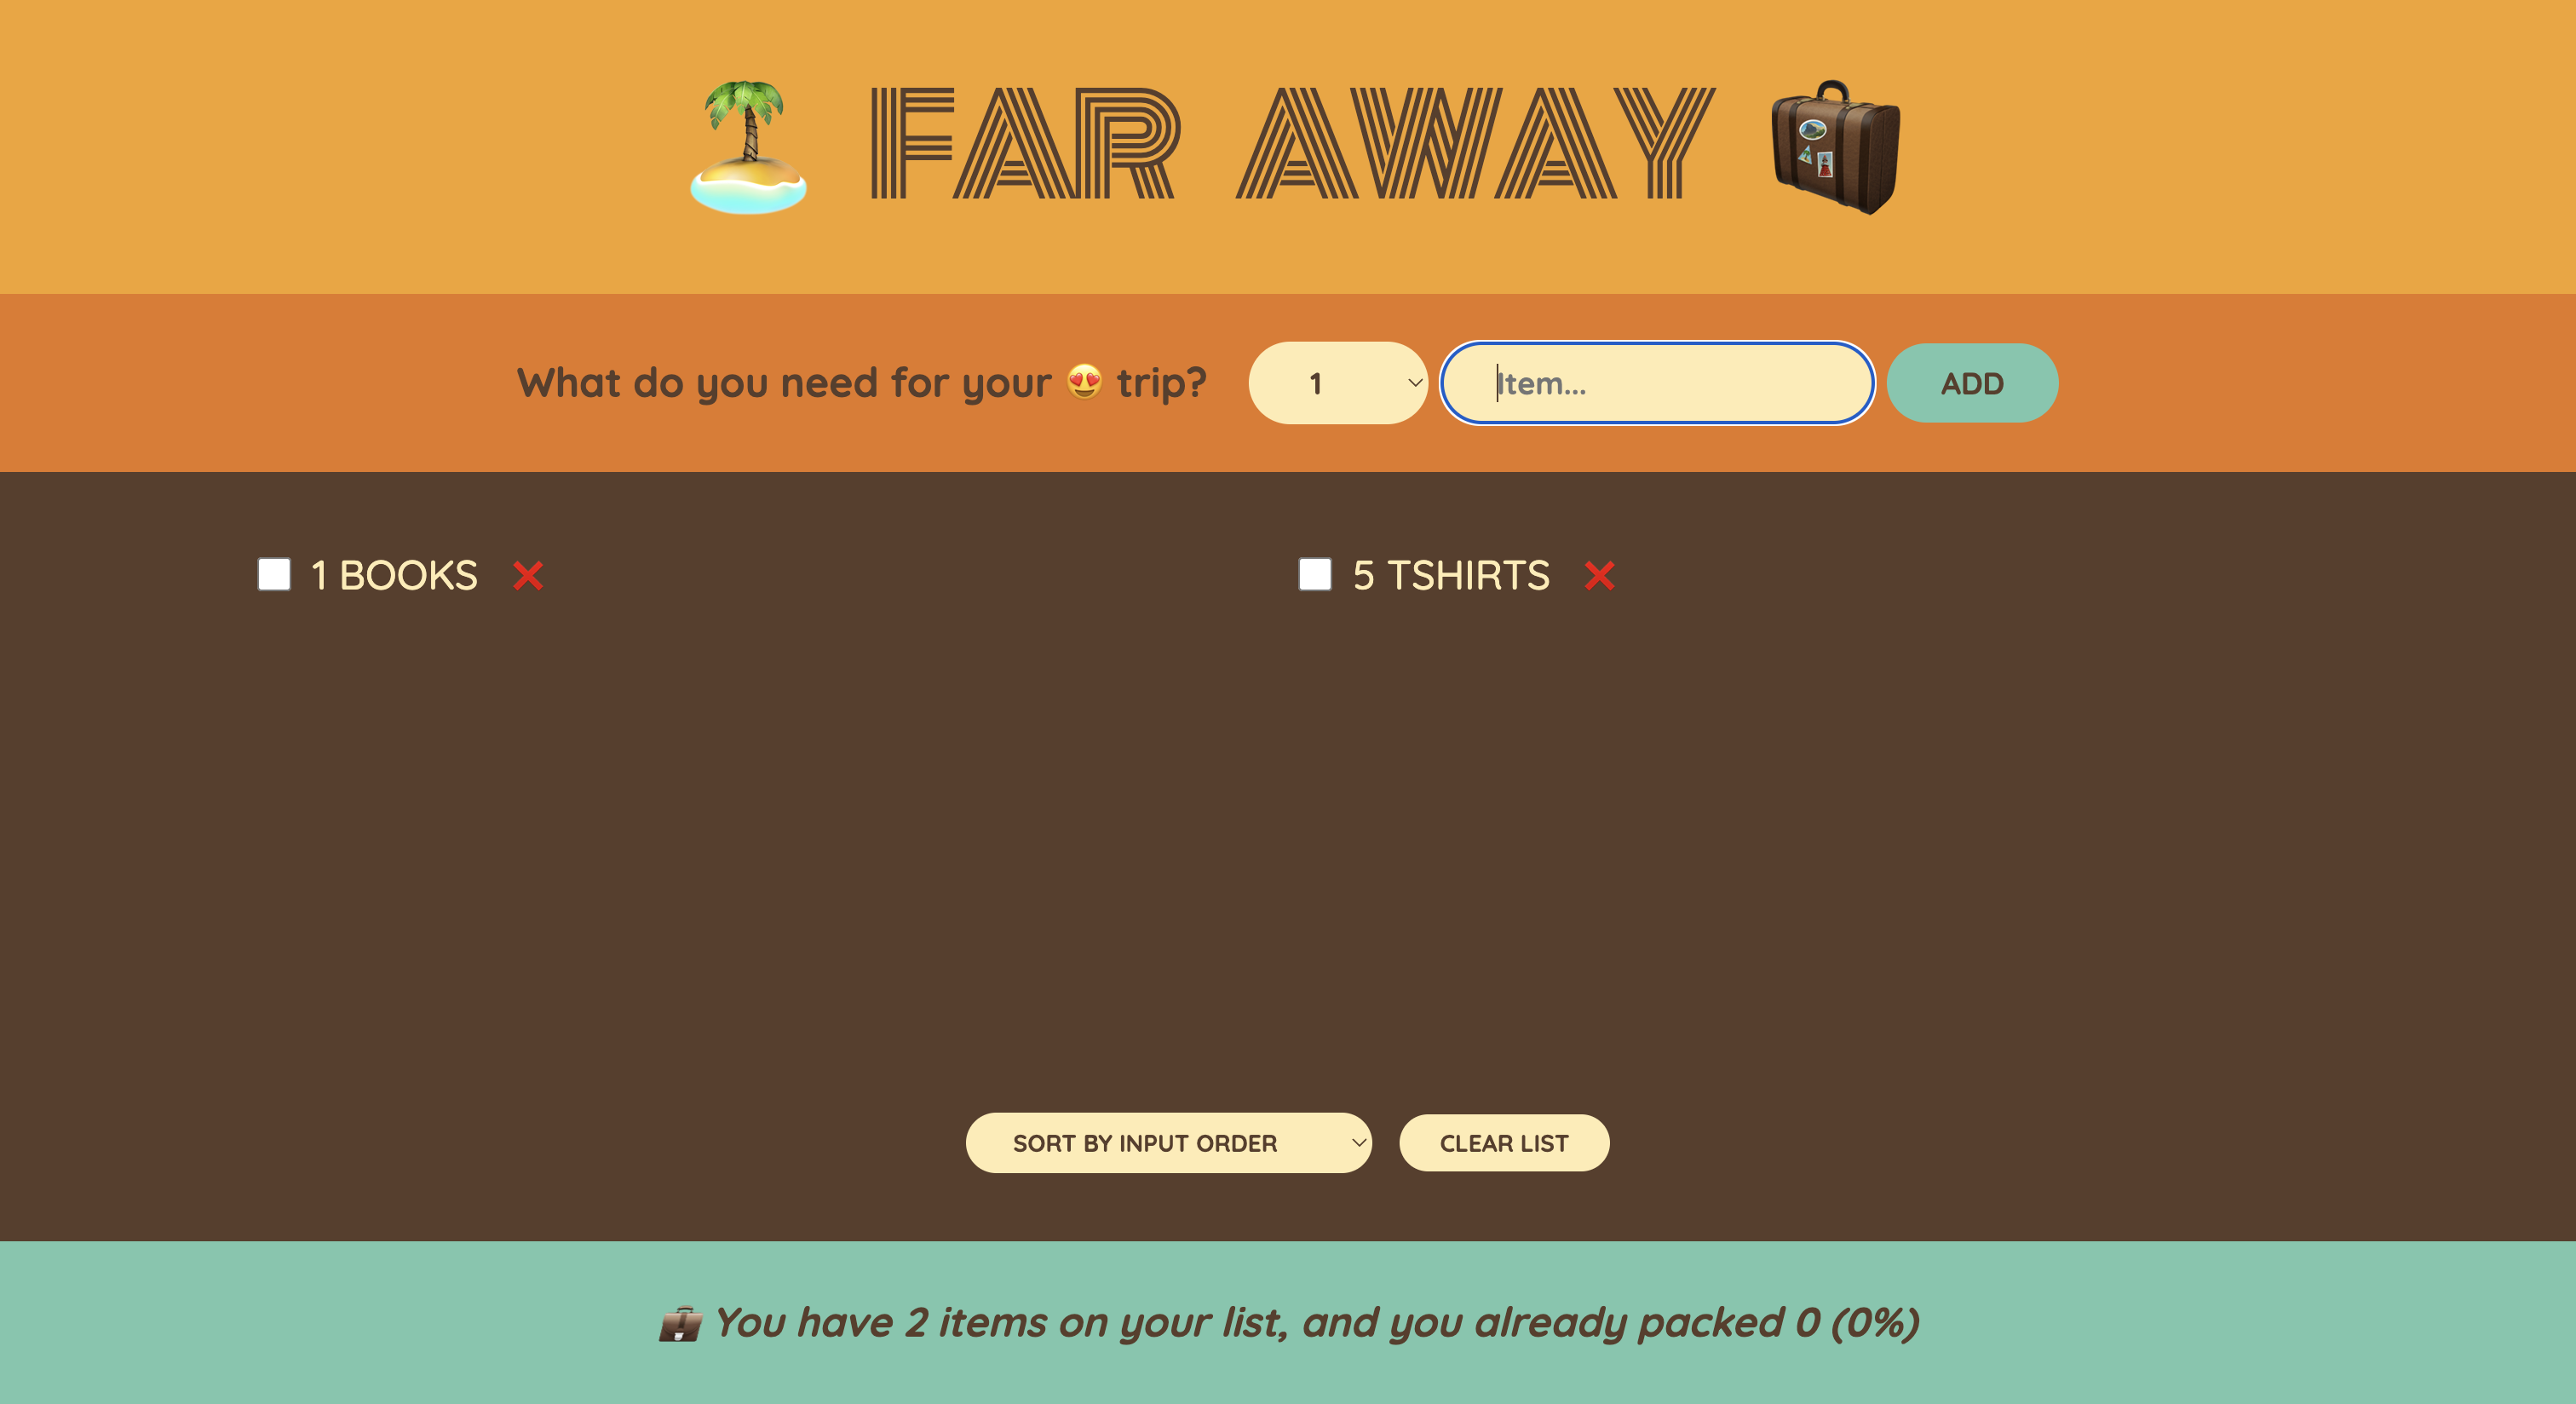 🏝️ FAR AWAY 🧳
What do you need for your 😍 trip? 1 Item... ADD
1 BOOKS ❌ 5 TSHIRTS ❌
SORT BY INPUT ORDER CLEAR LIST
💼 You have 2 items on your list, and you already packed 0 (0%)